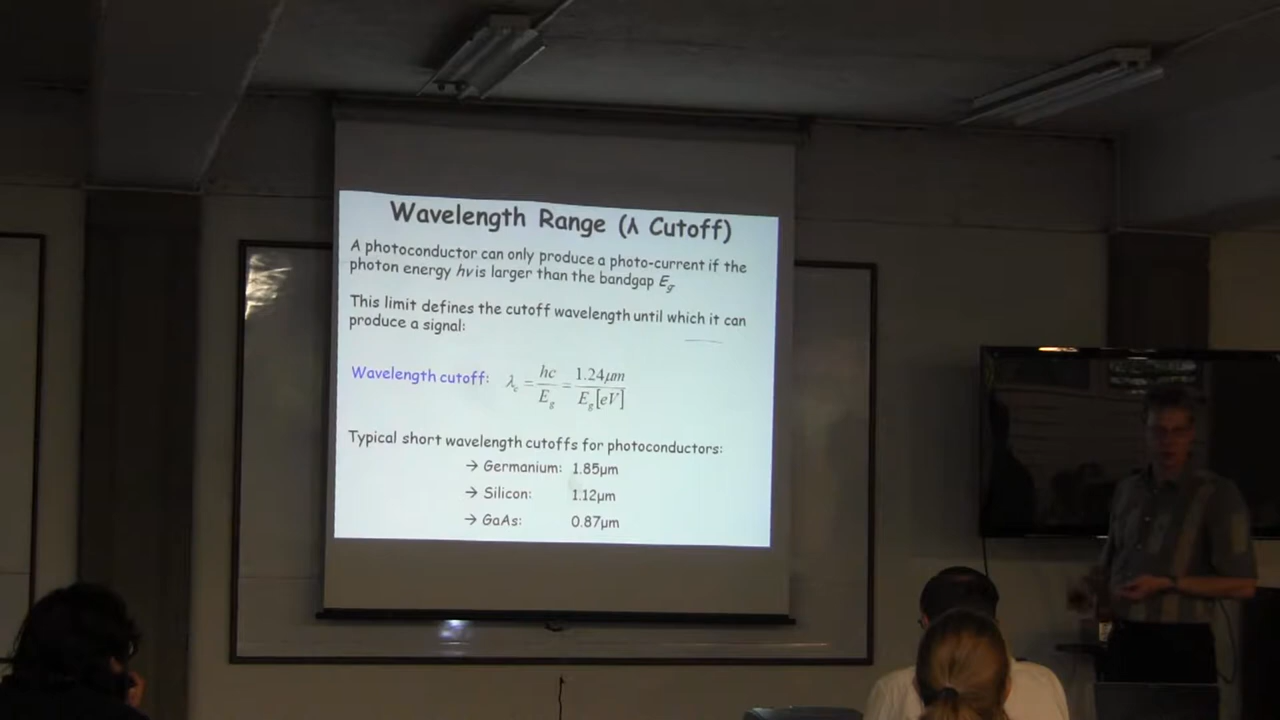 Wavelength Range (λ Cutoff)
A photoconductor can only produce a photo-current if the
photon energy hν is larger than the bandgap Eg
This limit defines the cutoff wavelength until which it can
produce a signal:
Wavelength cutoff: λc = hc / Eg = 1.24μm / Eg[eV]
Typical short wavelength cutoffs for photoconductors:
→ Germanium: 1.85μm
→ Silicon: 1.12μm
→ GaAs: 0.87μm